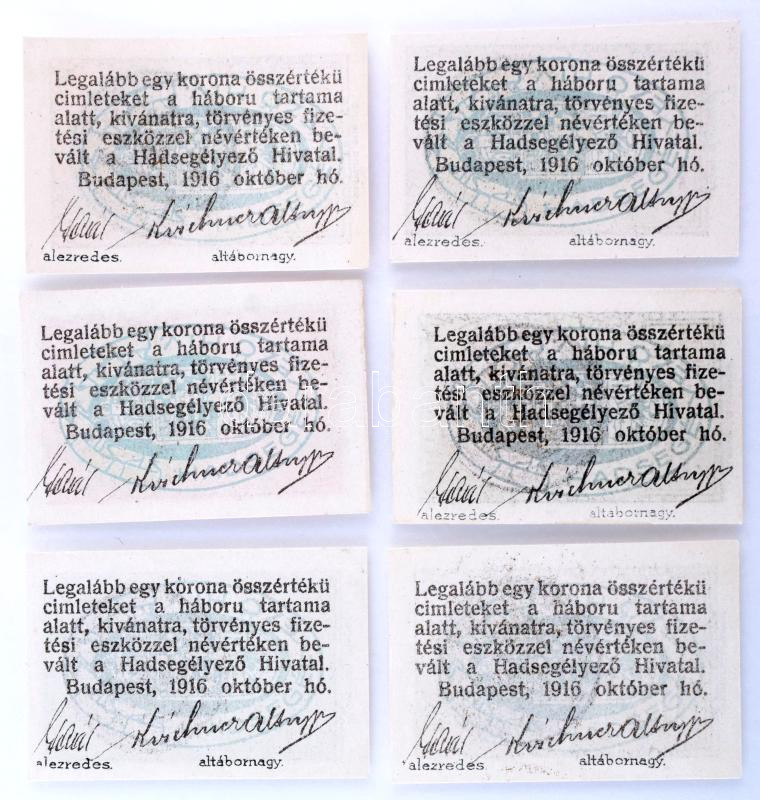 Legalább egy korona összértékü
cimleteket a háboru tartama
alatt, kivánatra, törvényes fize-
tési eszközzel névértéken be-
vált a Hadsegélyező Hivatal.
Budapest, 1916 október hó.
alezredes. altábornagy.
Legalább egy korona összértékü
cimleteket a háboru tartama
alatt, kivánatra, törvényes fize-
tési eszközzel névértéken be-
vált a Hadsegélyező Hivatal.
Budapest, 1916 október hó.
alezredes. altábornagy.
Legalább egy korona összértékü
cimleteket a háboru tartama
alatt, kivánatra, törvényes fize-
tési eszközzel névértéken be-
vált a Hadsegélyező Hivatal.
Budapest, 1916 október hó.
Legalább egy korona összértékü
cimleteket a háboru tartama
alatt, kivánatra, törvényes fize-
tési eszközzel névértéken be-
vált a Hadsegélyező Hivatal.
Budapest, 1916 október hó.
alezredes. altábornagy.
Legalább egy korona összértékü
cimleteket a háboru tartama
alatt, kivánatra, törvényes fize-
tési eszközzel névértéken be-
vált a Hadsegélyező Hivatal.
Budapest, 1916 október hó.
alezredes. altábornagy.
Legalább egy korona összértékü
cimleteket a háboru tartama
alatt, kivánatra, törvényes fize-
tési eszközzel névértéken be-
vált a Hadsegélyező Hivatal.
Budapest, 1916 október hó.
alezredes. altábornagy.